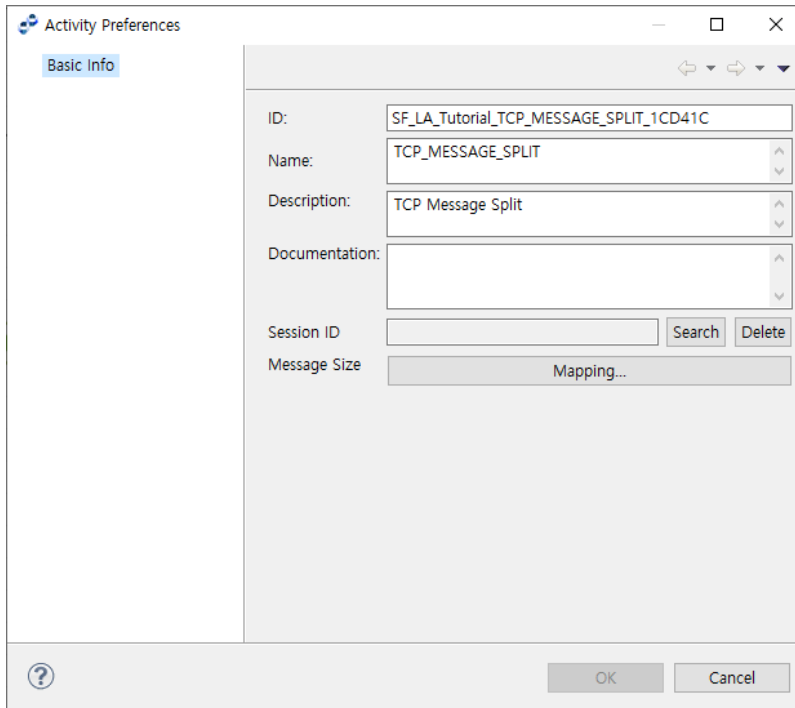 Activity Preferences
Basic Info
ID:
SF_LA_Tutorial_TCP_MESSAGE_SPLIT_1CD41C
Name:
TCP_MESSAGE_SPLIT
Description:
TCP Message Split
Documentation:
Session ID
Search
Delete
Message Size
Mapping...
?
OK
Cancel